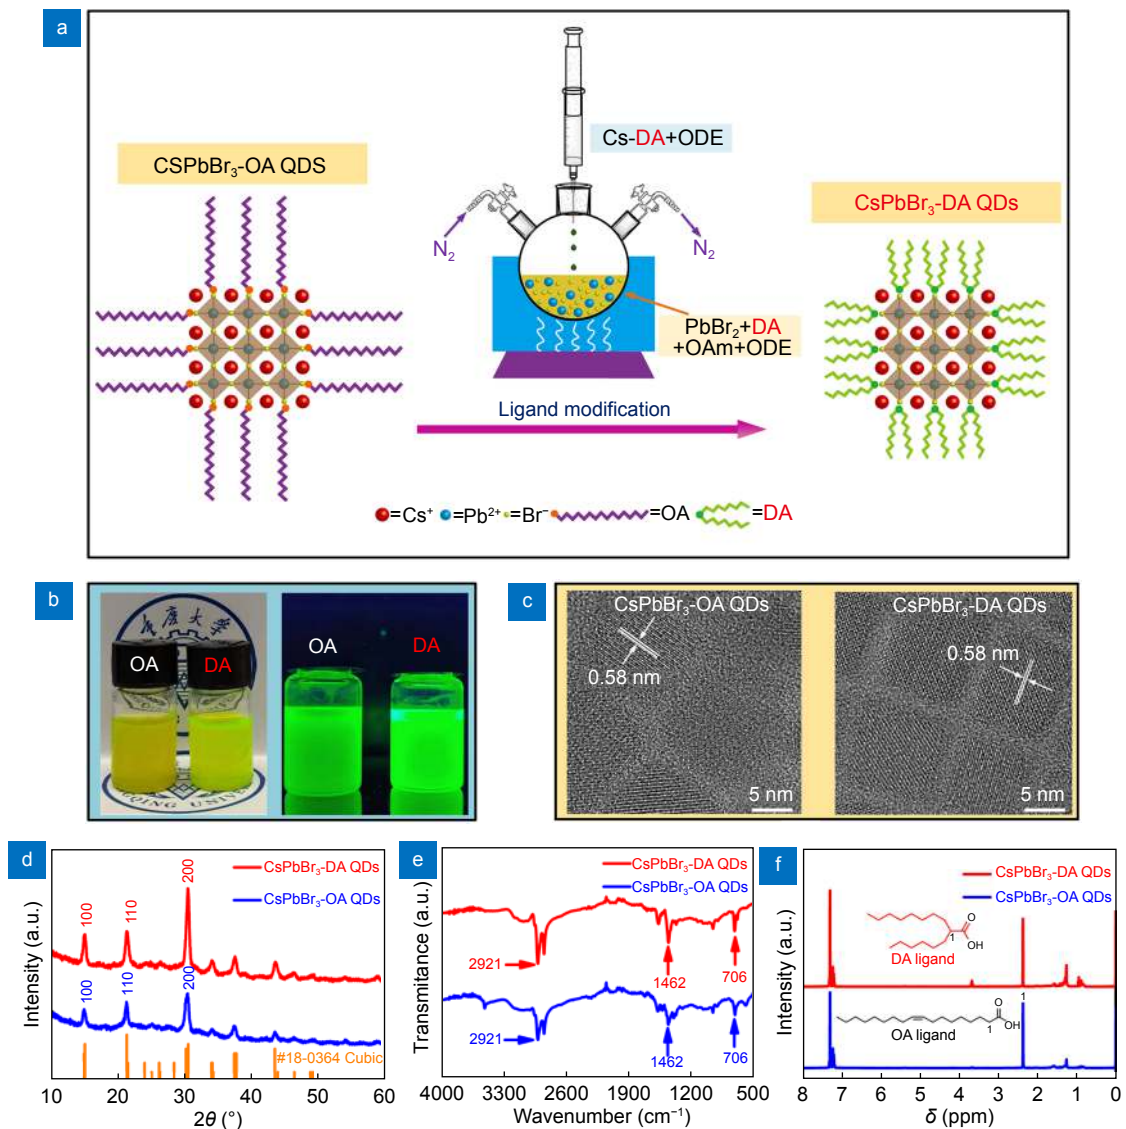 a
CSPbBr₃-OA QDS
Cs-DA+ODE
CsPbBr₃-DA QDs
N₂
N₂
PbBr₂+DA
+OAm+ODE
Ligand modification
=Cs⁺ =Pb²⁺ =Br⁻ =OA =DA
b
OA
DA
OA
DA
c
CsPbBr₃-OA QDs
0.58 nm
5 nm
CsPbBr₃-DA QDs
0.58 nm
5 nm
d
CsPbBr₃-DA QDs
CsPbBr₃-OA QDs
100
110
200
100
110
200
#18-0364 Cubic
Intensity (a.u.)
10 20 30 40 50 60
2θ (°)
e
CsPbBr₃-DA QDs
CsPbBr₃-OA QDs
2921
1462
706
2921
1462
706
Transmitance (a.u.)
4000 3300 2600 1900 1200 500
Wavenumber (cm⁻¹)
f
CsPbBr₃-DA QDs
CsPbBr₃-OA QDs
O
OH
1
DA ligand
1
O
OH
1
OA ligand
Intensity (a.u.)
8 7 6 5 4 3 2 1 0
δ (ppm)